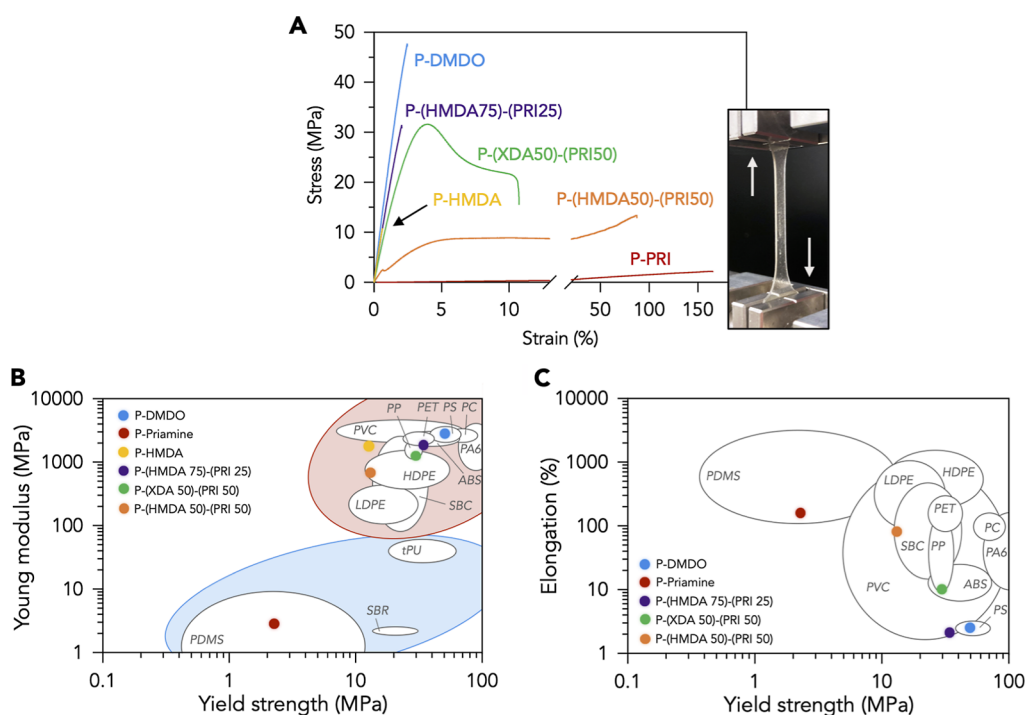 A
50
40
30
20
10
0
Stress (MPa)
P-DMDO
P-(HMDA75)-(PRI25)
P-(XDA50)-(PRI50)
P-HMDA
P-(HMDA50)-(PRI50)
P-PRI
0
5
10
50
100
150
Strain (%)
B
10000
1000
100
10
1
Young modulus (MPa)
P-DMDO
P-Priamine
P-HMDA
P-(HMDA 75)-(PRI 25)
P-(XDA 50)-(PRI 50)
P-(HMDA 50)-(PRI 50)
PP
PET
PS
PC
PVC
PA6
ABS
HDPE
LDPE
SBC
tPU
SBR
PDMS
0.1
1
10
100
Yield strength (MPa)
C
10000
1000
100
10
1
Elongation (%)
PDMS
LDPE
HDPE
PET
PC
SBC
PP
PA6
PVC
ABS
PS
P-DMDO
P-Priamine
P-(HMDA 75)-(PRI 25)
P-(XDA 50)-(PRI 50)
P-(HMDA 50)-(PRI 50)
0.1
1
10
100
Yield strength (MPa)